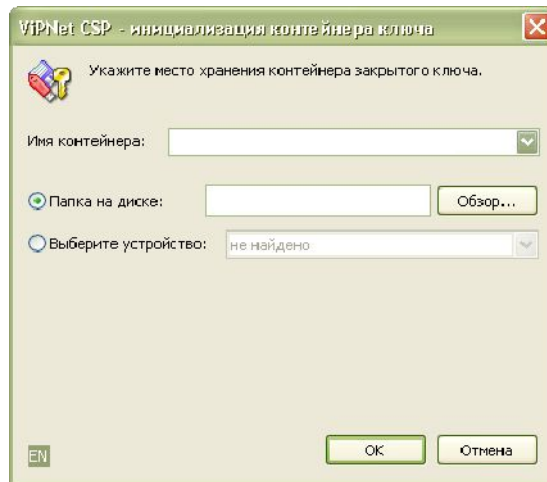 ViPNet CSP - инициализация контейнера ключа
Укажите место хранения контейнера закрытого ключа.
Имя контейнера:
Папка на диске:
Обзор...
Выберите устройство:
не найдено
EN
OK
Отмена